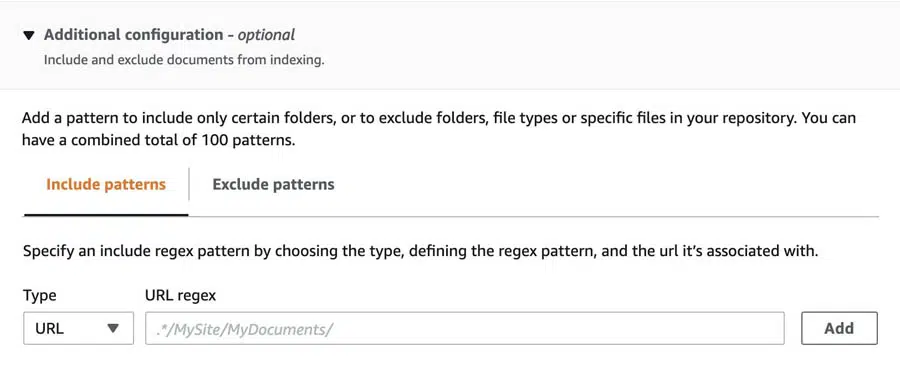 Additional configuration - optional
Include and exclude documents from indexing.
Add a pattern to include only certain folders, or to exclude folders, file types or specific files in your repository. You can
have a combined total of 100 patterns.
Include patterns
Exclude patterns
Specify an include regex pattern by choosing the type, defining the regex pattern, and the url it’s associated with.
Type
URL regex
URL
.*/MySite/MyDocuments/
Add